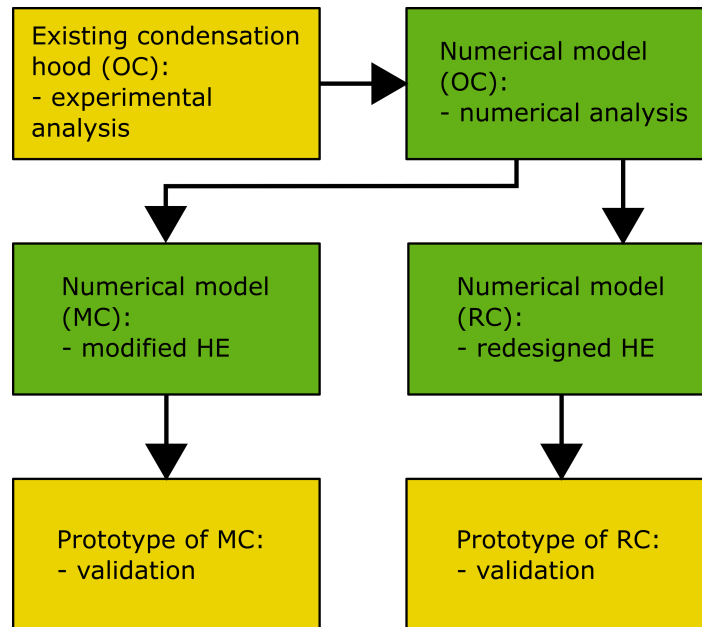 Existing condensation
hood (OC):
- experimental
analysis
Numerical model
(OC):
- numerical analysis
Numerical model
(MC):
- modified HE
Numerical model
(RC):
- redesigned HE
Prototype of MC:
- validation
Prototype of RC:
- validation